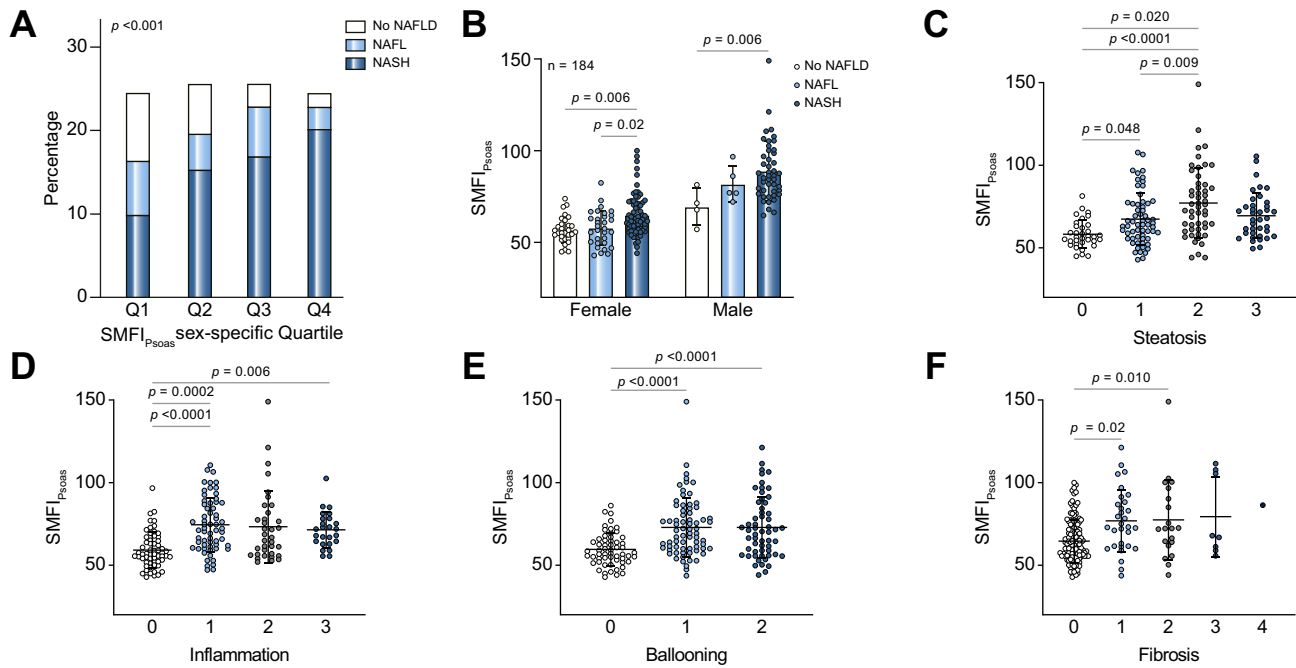 A
p <0.001
No NAFLD
NAFL
NASH
30
20
10
0
Percentage
Q1 Q2 Q3 Q4
SMFIPsoas sex-specific Quartile
B
n = 184
p = 0.006
p = 0.006
p = 0.02
No NAFLD
NAFL
NASH
150
100
50
SMFIPsoas
Female Male
C
p = 0.020
p <0.0001
p = 0.009
p = 0.048
150
100
50
SMFIPsoas
0 1 2 3
Steatosis
D
p = 0.006
p = 0.0002
p <0.0001
150
100
50
SMFIPsoas
0 1 2 3
Inflammation
E
p <0.0001
p <0.0001
150
100
50
SMFIPsoas
0 1 2
Ballooning
F
p = 0.010
p = 0.02
150
100
50
SMFIPsoas
0 1 2 3 4
Fibrosis